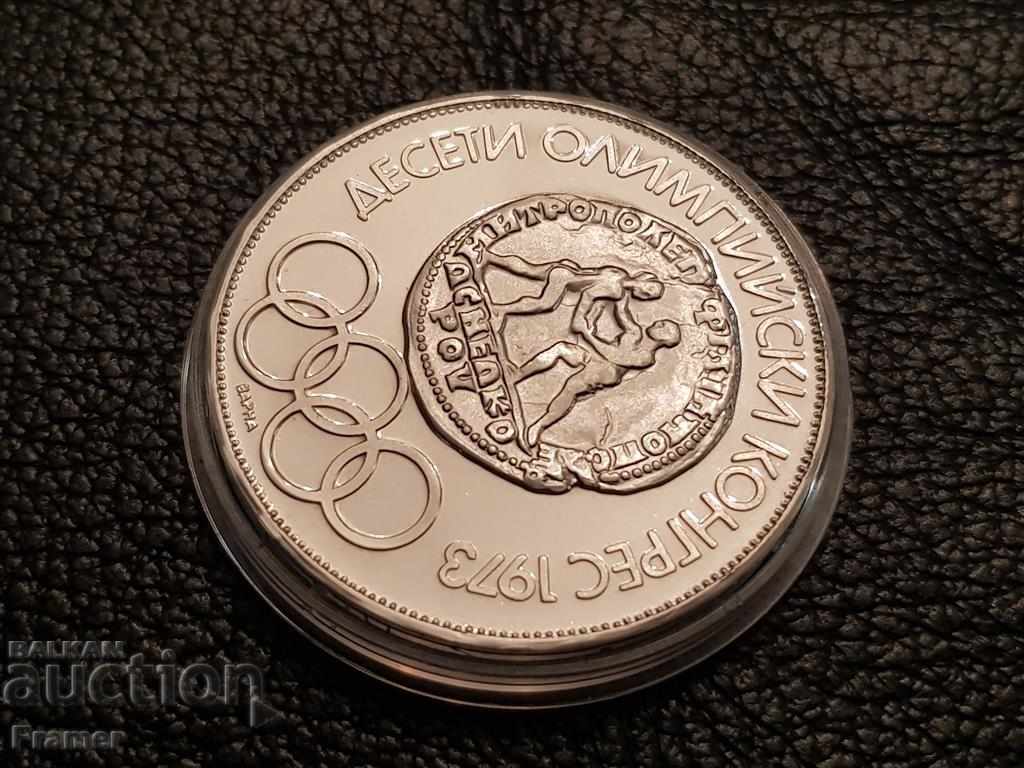 ДЕСЕТИ ОЛИМПИЙСКИ КОНГРЕС 1973
ВАРНА
BALKAN
auction
Framer